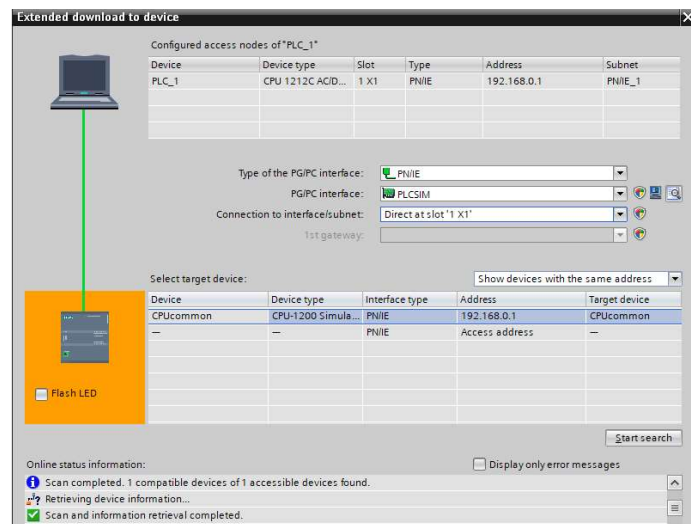 Extended download to device
Configured access nodes of "PLC_1"
Device Device type Slot Type Address Subnet
PLC_1 CPU 1212C AC/D... 1 X1 PN/IE 192.168.0.1 PN/IE_1
Type of the PG/PC interface: PN/IE
PG/PC interface: PLCSIM
Connection to interface/subnet: Direct at slot '1 X1'
1st gateway:
Select target device: Show devices with the same address
Device Device type Interface type Address Target device
CPUcommon CPU-1200 Simula... PN/IE 192.168.0.1 CPUcommon
— — PN/IE Access address —
Flash LED
Start search
Online status information: Display only error messages
Scan completed. 1 compatible devices of 1 accessible devices found.
Retrieving device information...
Scan and information retrieval completed.